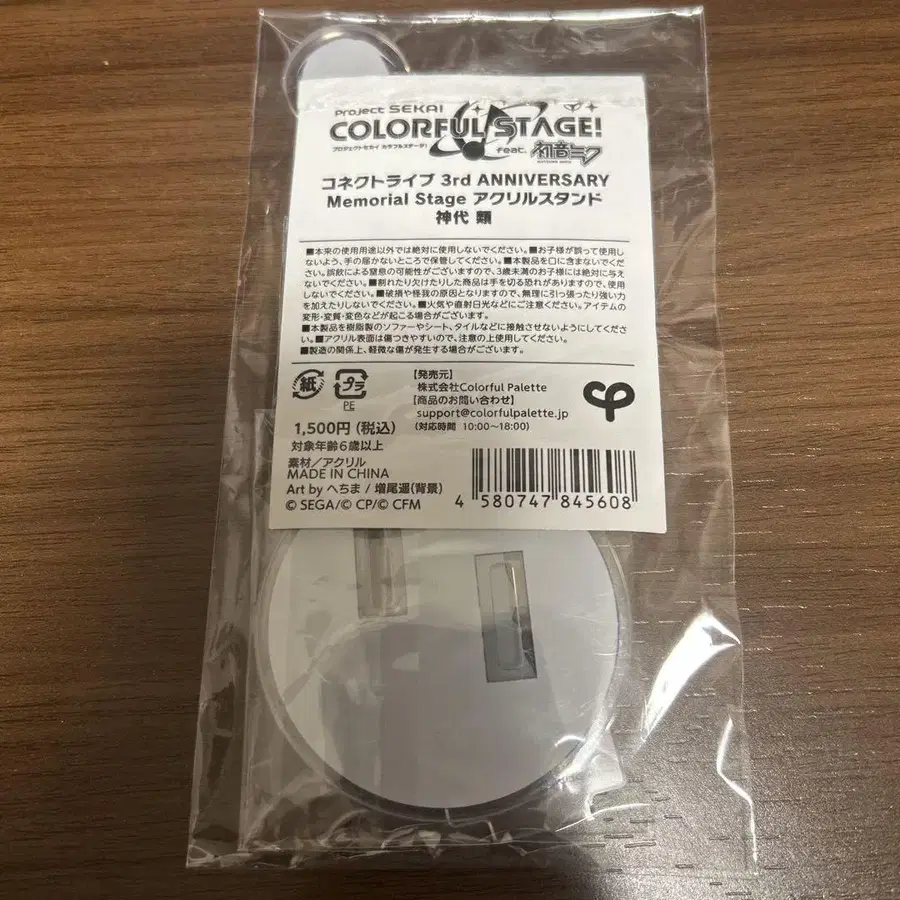 Project SEKAI
COLORFUL STAGE!
プロジェクトセカイ カラフルステージ!
feat. 初音ミク
HATSUNE MIKU
コネクトライブ 3rd ANNIVERSARY
Memorial Stage アクリルスタンド
神代 類
■本来の使用用途以外では絶対に使用しないでください。■お子様が誤って使用し
ないよう、手の届かないところで保管してください。■本製品を口に含まないでくだ
さい。誤飲による窒息の可能性がございますので、3歳未満のお子様には絶対に与え
ないでください。■割れたり欠けたりした商品は手を切る恐れがありますので、使用
しないでください。■破損や怪我の原因となりますので、無理に引っ張ったり強い力
を加えたりしないでください。■火気や直射日光などにご注意ください。アイテムの
変形・変質・変色などが起こる場合がございます。
■本製品を樹脂製のソファーやシート、タイルなどに接触させないようにしてくださ
い。■アクリル表面は傷つきやすいので、注意の上使用してください。
■製造の関係上、軽微な傷が発生する場合がございます。
紙 プラ
PE
【発売元】
株式会社Colorful Palette
【商品のお問い合わせ】
support@colorfulpalette.jp
(対応時間 10:00〜18:00)
cp
1,500円(税込)
対象年齢6歳以上
素材/アクリル
MADE IN CHINA
Art by へちま / 増尾遥(背景)
© SEGA/© CP/© CFM
4 580747 845608